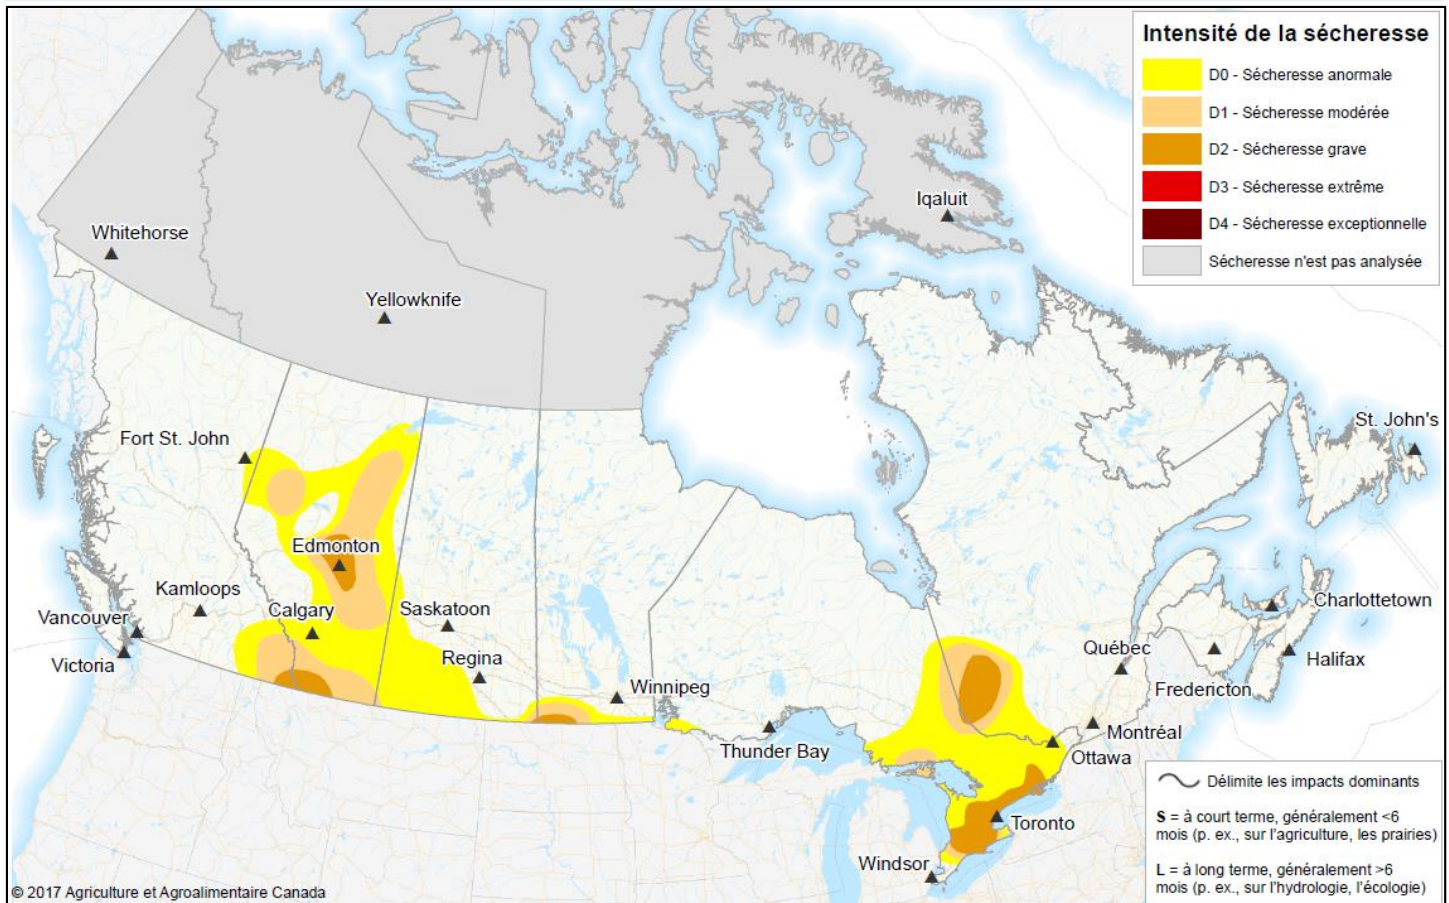 Intensité de la sécheresse
D0 - Sécheresse anormale
D1 - Sécheresse modérée
D2 - Sécheresse grave
D3 - Sécheresse extrême
D4 - Sécheresse exceptionnelle
Sécheresse n'est pas analysée
Iqaluit
Whitehorse
Yellowknife
St. John's
Fort St. John
Edmonton
Kamloops
Calgary
Saskatoon
Vancouver
Charlottetown
Victoria
Regina
Québec
Halifax
Winnipeg
Fredericton
Thunder Bay
Montréal
Ottawa
Toronto
Windsor
Délimite les impacts dominants
S = à court terme, généralement <6
mois (p. ex., sur l'agriculture, les prairies)
L = à long terme, généralement >6
mois (p. ex., sur l'hydrologie, l'écologie)
© 2017 Agriculture et Agroalimentaire Canada